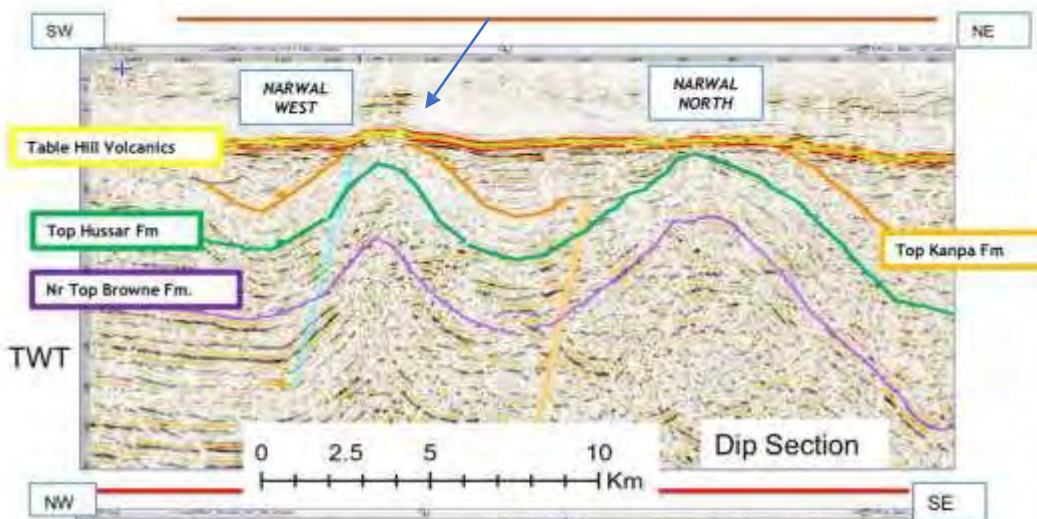 SW
NE
NARWAL
WEST
NARWAL
NORTH
Table Hill Volcanics
Top Hussar Fm
Top Kanpa Fm
Nr Top Browne Fm.
TWT
0 2.5 5 10
Km
Dip Section
NW
SE